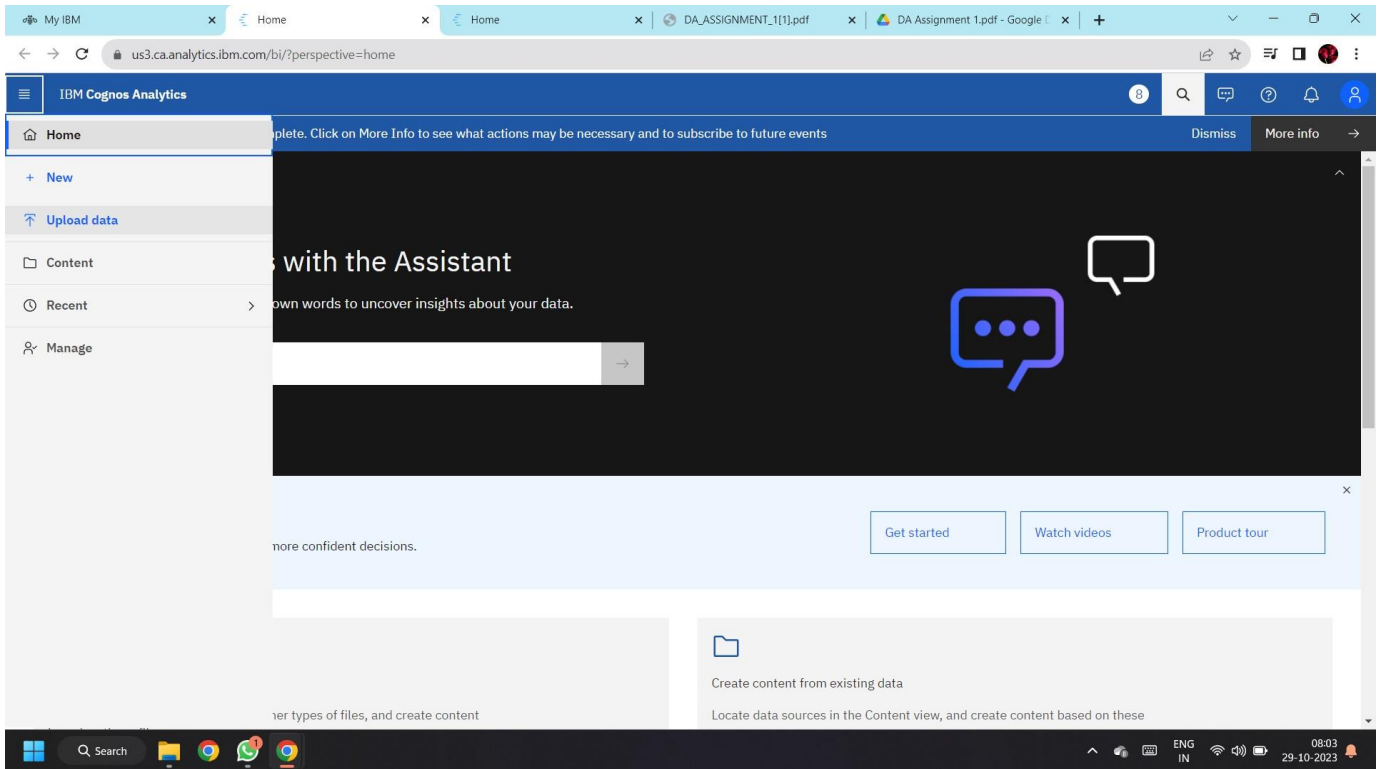 My IBM
Home
Home
DA_ASSIGNMENT_1[1].pdf
DA Assignment 1.pdf - Google
us3.ca.analytics.ibm.com/bi/?perspective=home
IBM Cognos Analytics
8
Home
plete. Click on More Info to see what actions may be necessary and to subscribe to future events
Dismiss
More info
New
Upload data
Content
with the Assistant
Recent
own words to uncover insights about your data.
Manage
Get started
Watch videos
Product tour
more confident decisions.
Create content from existing data
her types of files, and create content
Locate data sources in the Content view, and create content based on these
Search
1
ENG
IN
08:03
29-10-2023